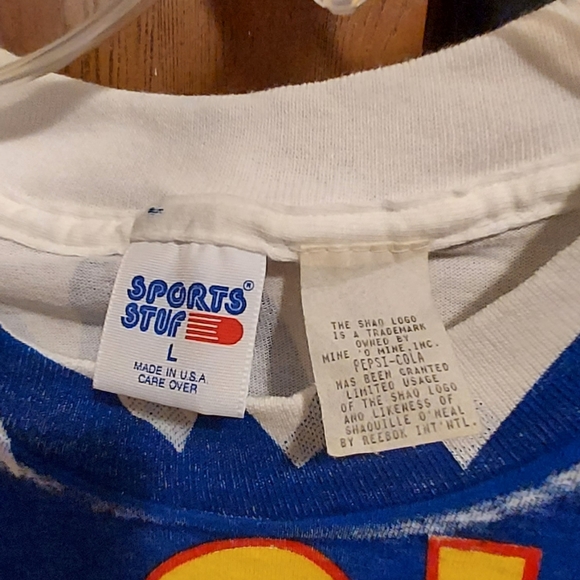 SPORTS®
STUF
L
MADE IN U.S.A
CARE OVER
THE SHAQ LOGO
IS A TRADEMARK
OWNED BY
MINE 'O MINE,INC.
PEPSI-COLA
HAS BEEN GRANTED
LIMITED USAGE
OF THE SHAQ LOGO
AND LIKENESS OF
SHAQUILLE O'NEAL
BY REEBOK INT'NTL.